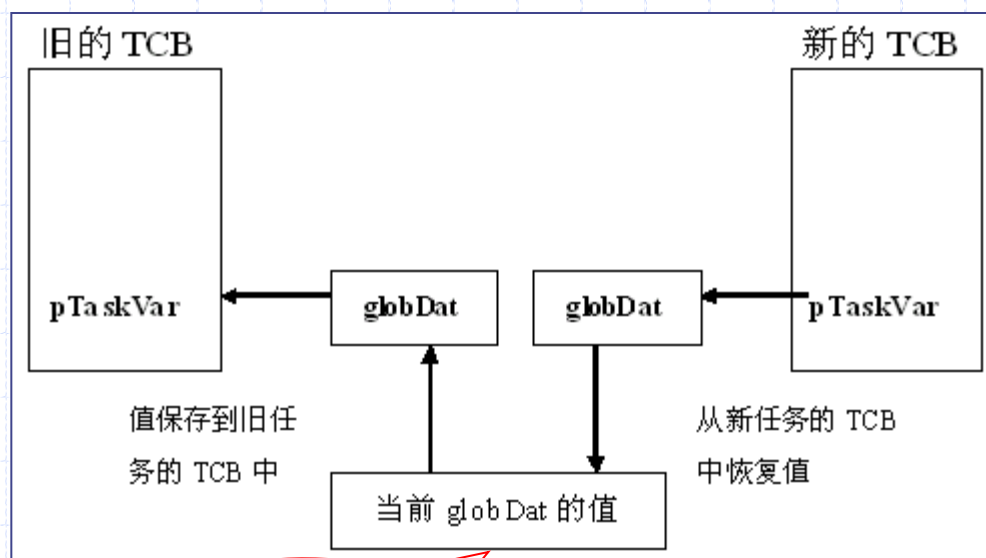 旧的 TCB
新的 TCB
pTaskVar
globDat
globDat
pTaskVar
值保存到旧任
务的 TCB 中
从新任务的 TCB
中恢复值
当前 globDat 的值